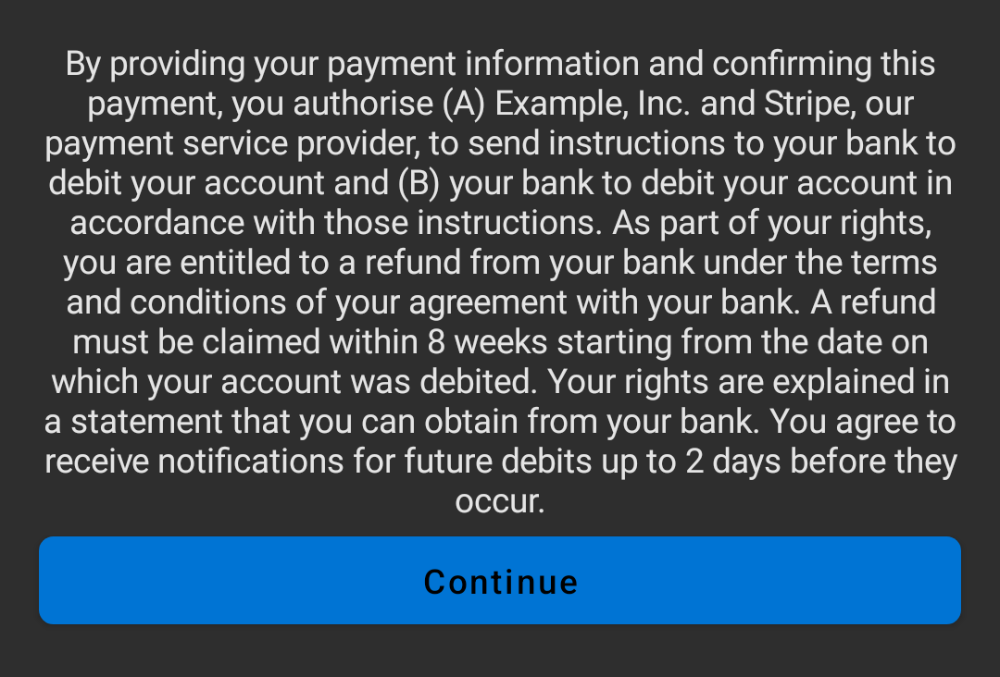 By providing your payment information and confirming this
payment, you authorise (A) Example, Inc. and Stripe, our
payment service provider, to send instructions to your bank to
debit your account and (B) your bank to debit your account in
accordance with those instructions. As part of your rights,
you are entitled to a refund from your bank under the terms
and conditions of your agreement with your bank. A refund
must be claimed within 8 weeks starting from the date on
which your account was debited. Your rights are explained in
a statement that you can obtain from your bank. You agree to
receive notifications for future debits up to 2 days before they
occur.
Continue